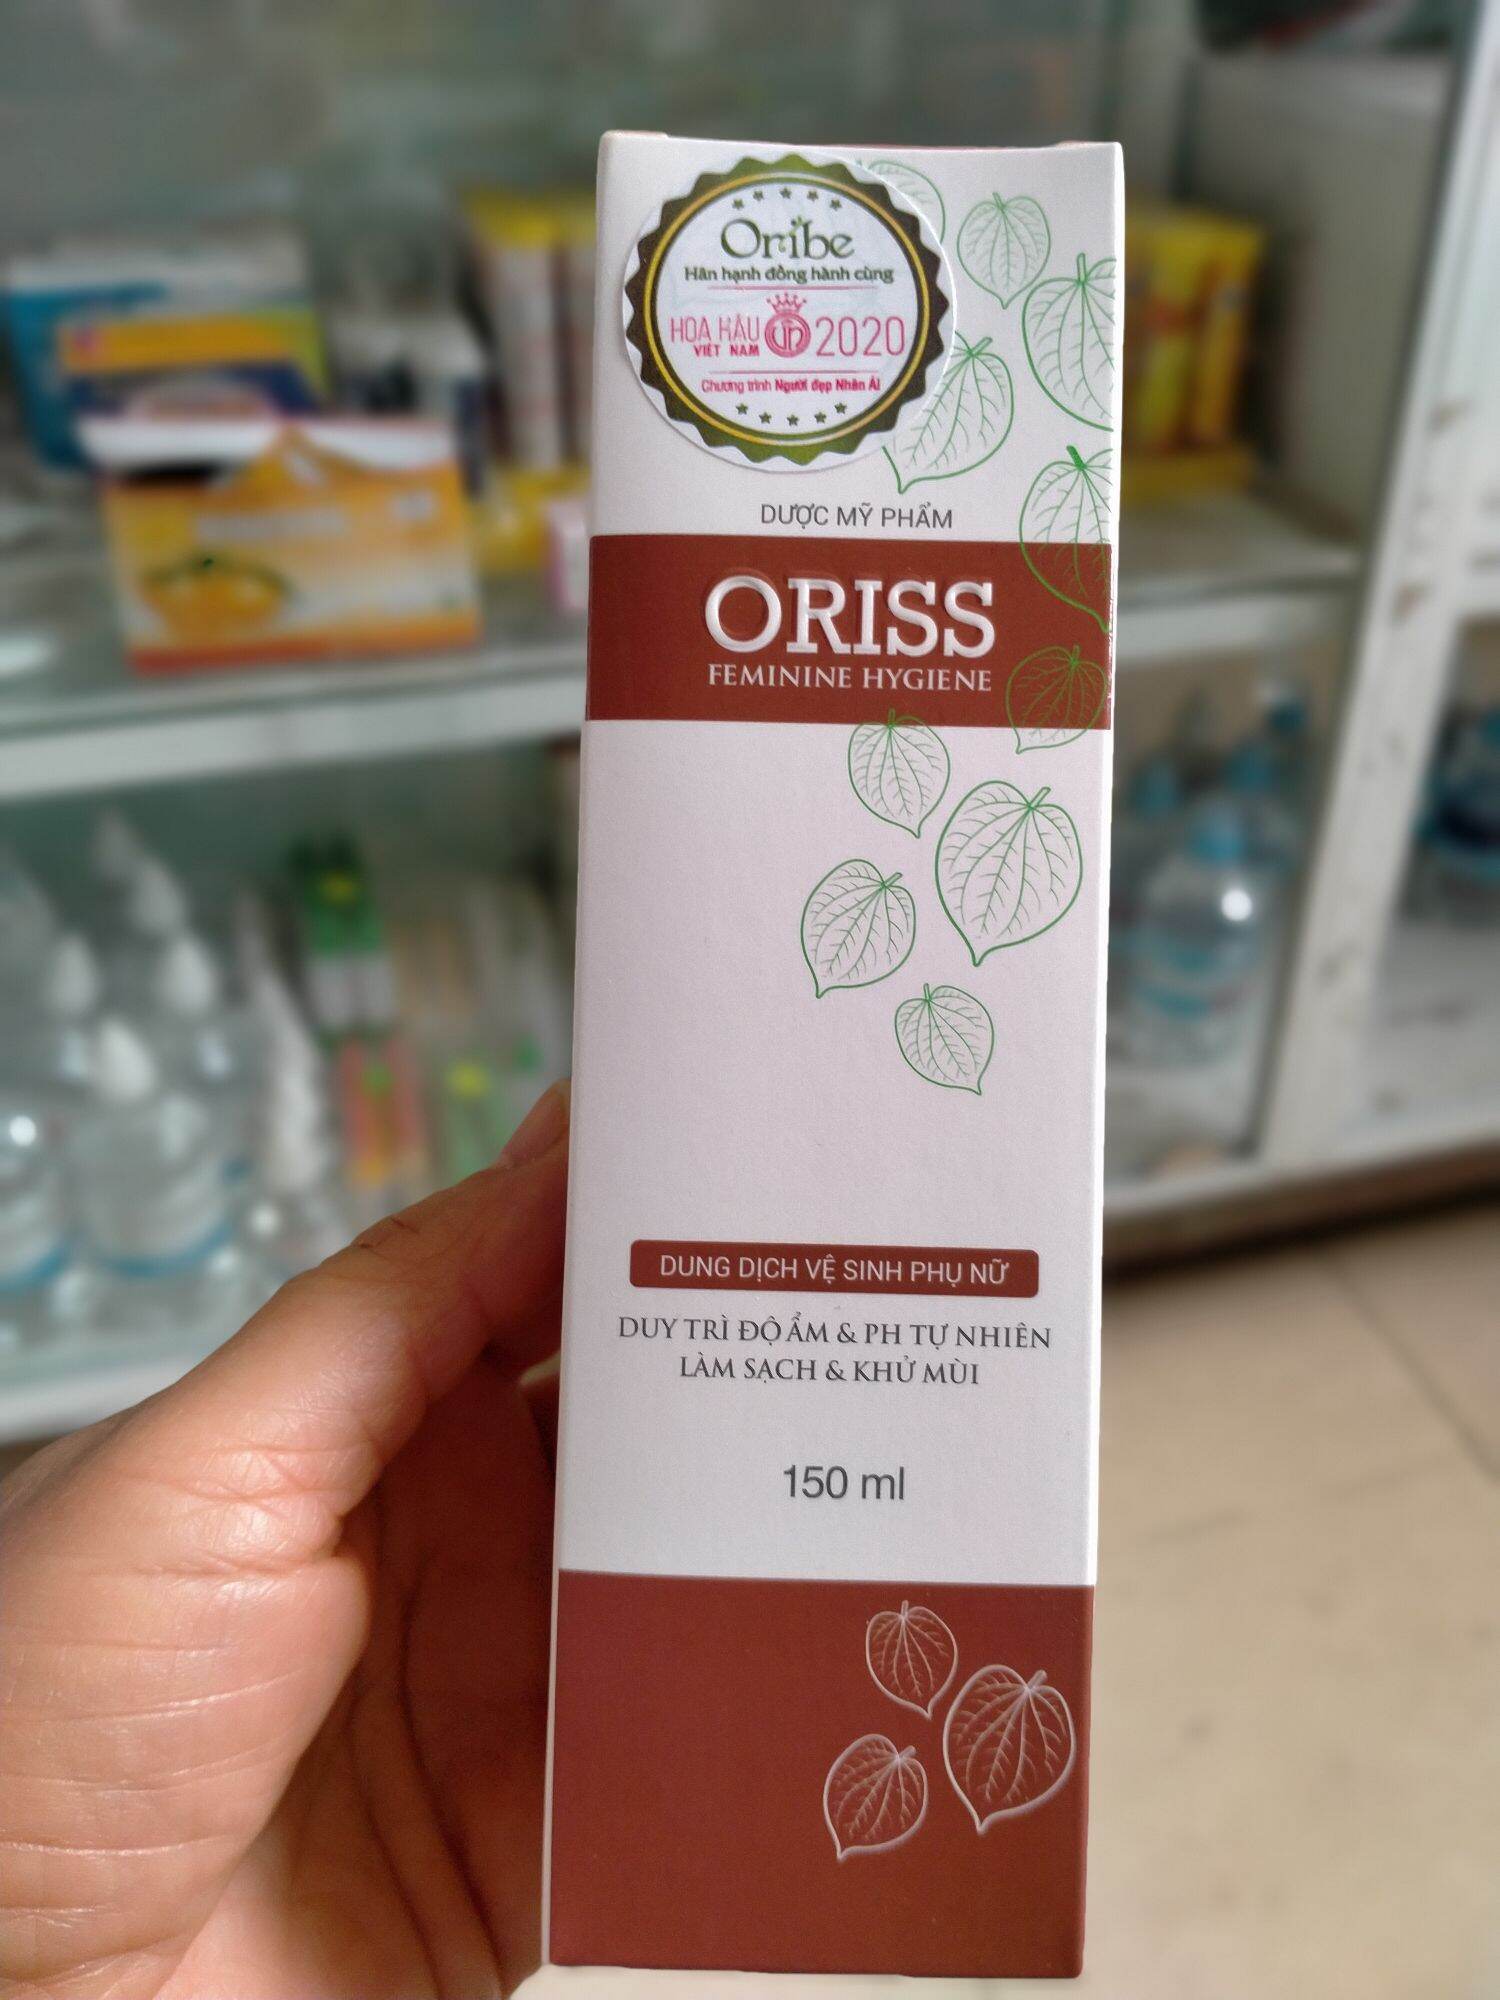 Oribe
Hân hạnh đồng hành cùng
HOA HẬU
VIỆT NAM
2020
Chương trình Người đẹp Nhân Ái
DƯỢC MỸ PHẨM
ORISS
FEMININE HYGIENE
DUNG DỊCH VỆ SINH PHỤ NỮ
DUY TRÌ ĐỘ ẨM & PH TỰ NHIÊN
LÀM SẠCH & KHỬ MÙI
150 ml